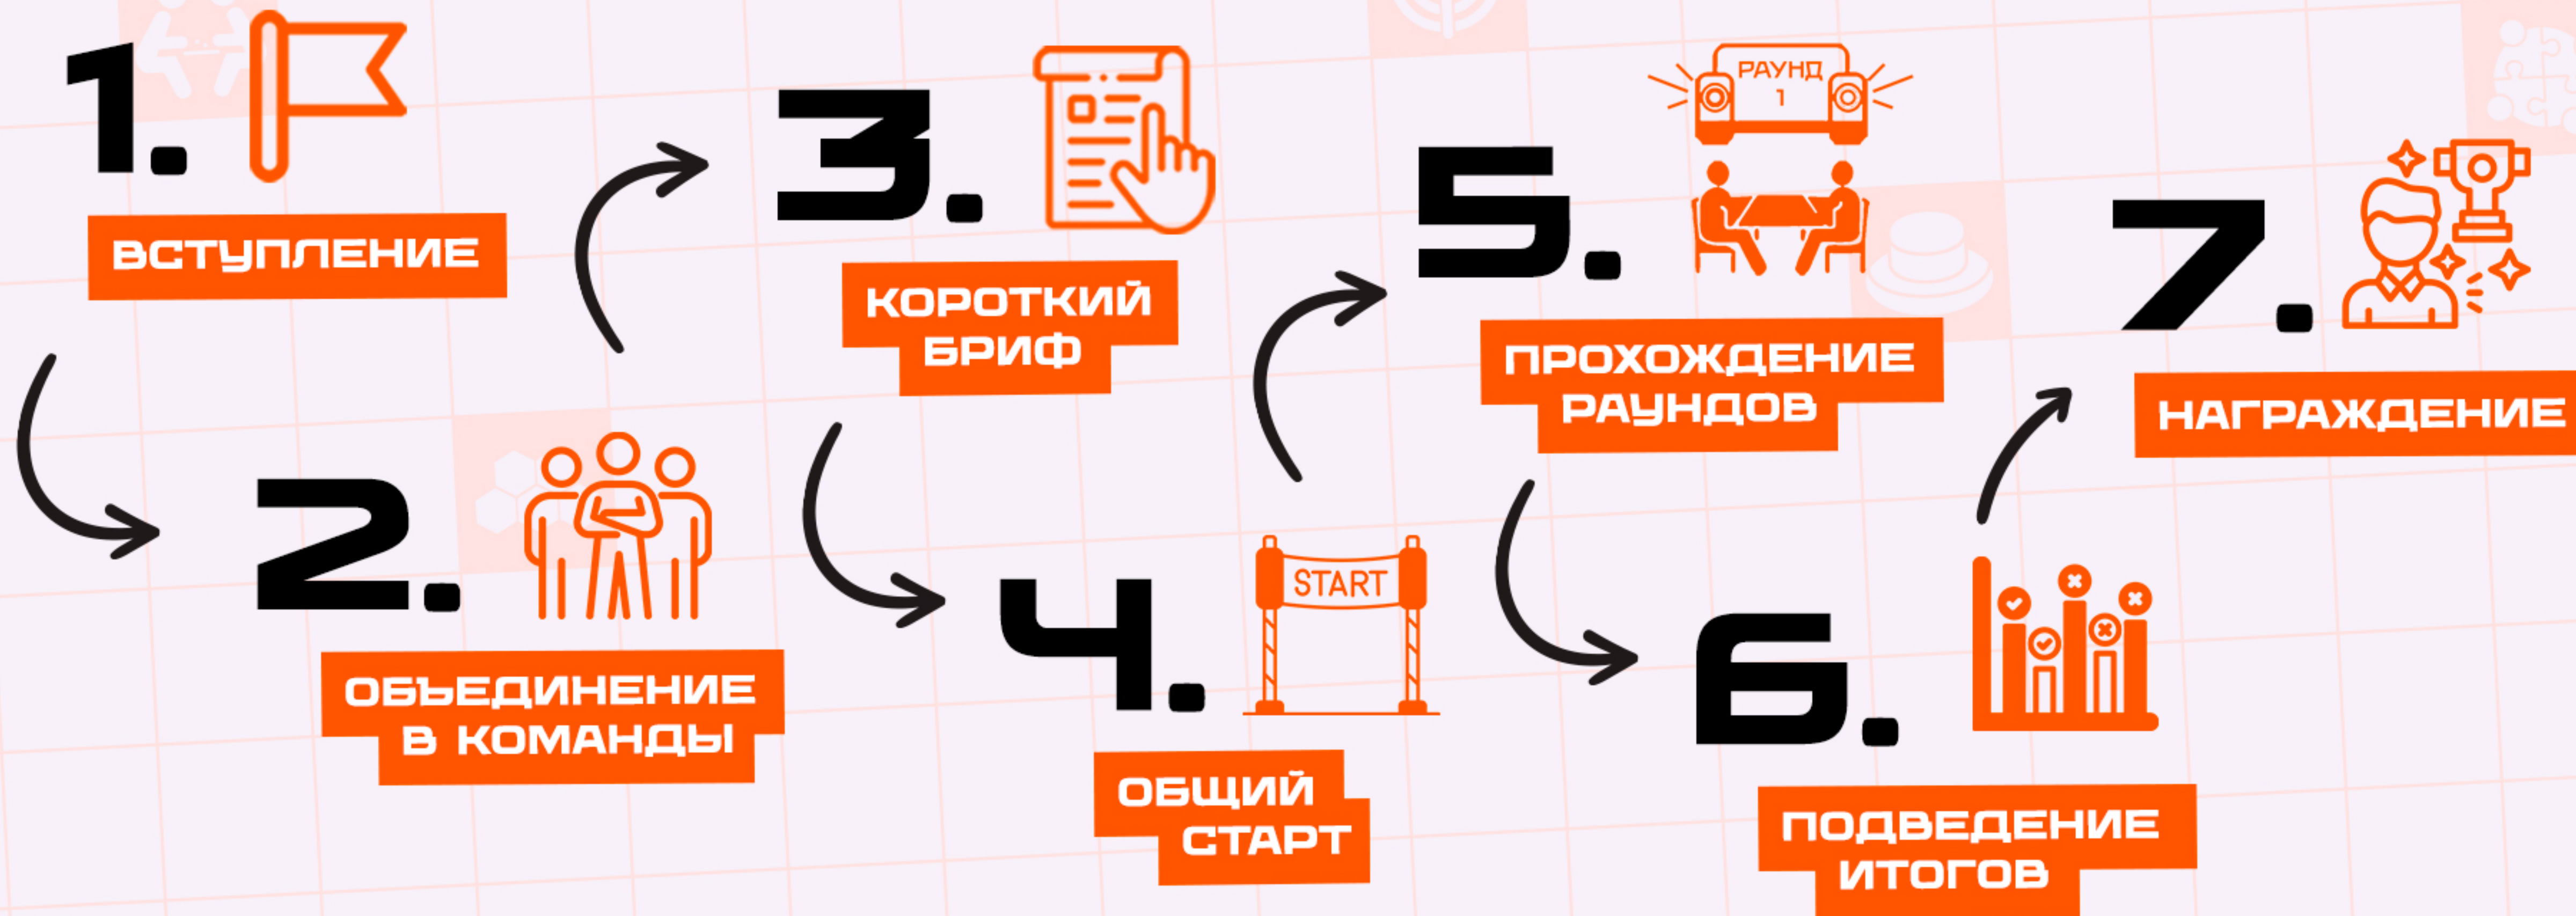 1.
ВСТУПЛЕНИЕ
2.
ОБЪЕДИНЕНИЕ
В КОМАНДЫ
3.
КОРОТКИЙ
БРИФ
4.
START
ОБЩИЙ
СТАРТ
5.
РАУНД
1
ПРОХОЖДЕНИЕ
РАУНДОВ
6.
ПОДВЕДЕНИЕ
ИТОГОВ
7.
НАГРАЖДЕНИЕ